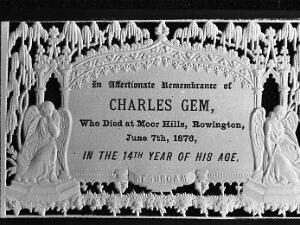 In Affectionate Remembrance of
CHARLES GEM,
Who Died at Moor Hills, Rowington,
June 7th, 1876,
IN THE 14TH YEAR OF HIS AGE.
RESURGAM